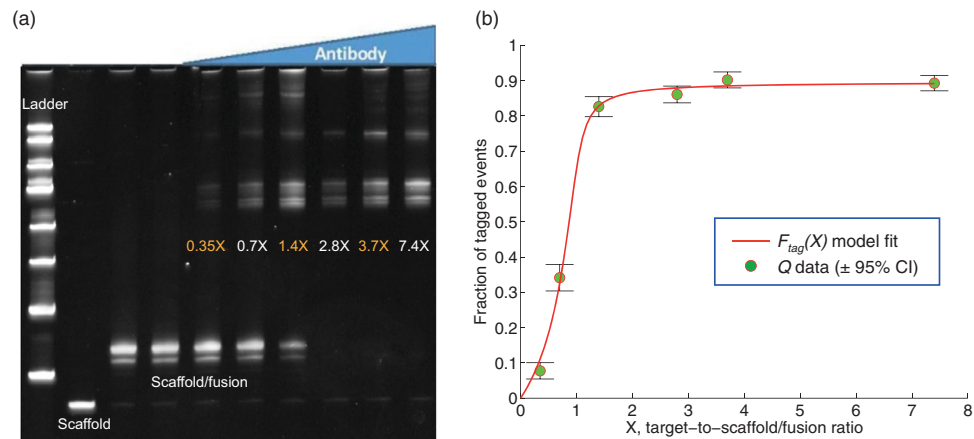 (a)
Antibody
Ladder
0.35X 0.7X 1.4X 2.8X 3.7X 7.4X
Scaffold/fusion
Scaffold
(b)
1
0.9
0.8
0.7
0.6
0.5
0.4
0.3
0.2
0.1
0
Fraction of tagged events
F_tag(X) model fit
Q data (± 95% CI)
0 1 2 3 4 5 6 7 8
X, target-to-scaffold/fusion ratio